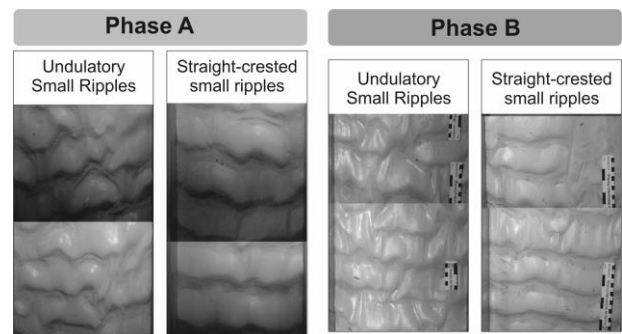 Phase A
Undulatory
Small Ripples
Straight-crested
small ripples
Phase B
Undulatory
Small Ripples
Straight-crested
small ripples